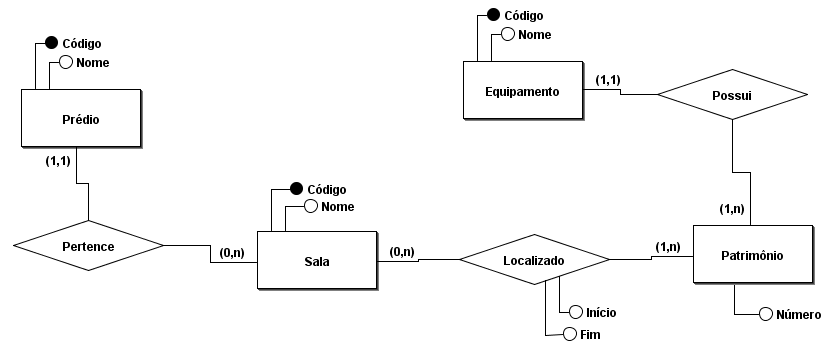 Código
Nome
Equipamento
(1,1)
Possui
Código
Nome
Prédio
(1,1)
Pertence
(0,n)
Código
Nome
Sala
(0,n)
Localizado
Início
Fim
(1,n)
(1,n)
Patrimônio
Número